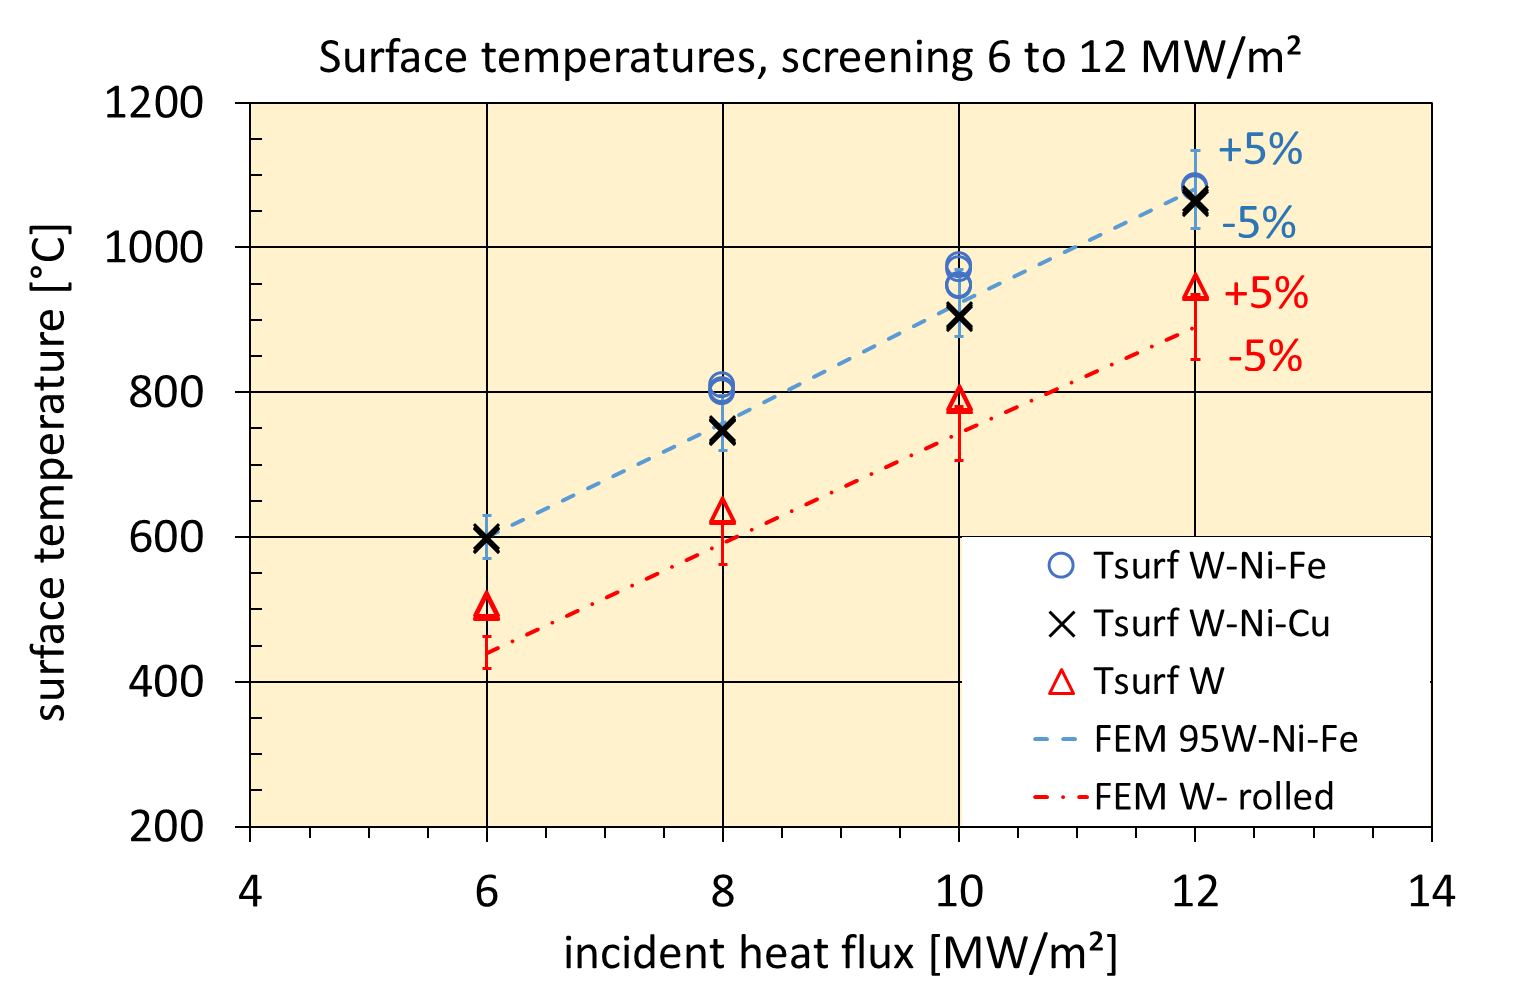 Surface temperatures, screening 6 to 12 MW/m²
1200
1000
800
600
400
200
surface temperature [°C]
+5%
-5%
+5%
-5%
Tsurf W-Ni-Fe
Tsurf W-Ni-Cu
Tsurf W
FEM 95W-Ni-Fe
FEM W- rolled
4 6 8 10 12 14
incident heat flux [MW/m²]